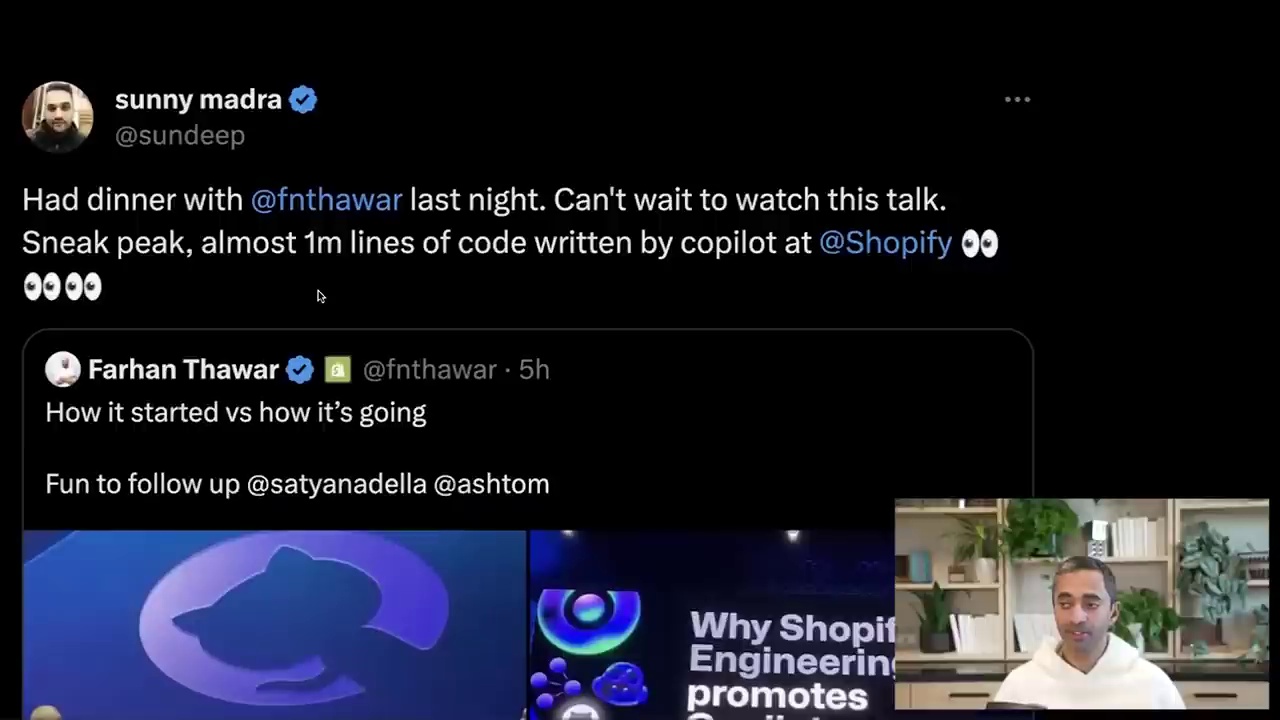 sunny madra
@sundeep
Had dinner with @fnthawar last night. Can't wait to watch this talk.
Sneak peak, almost 1m lines of code written by copilot at @Shopify 👀
👀👀
Farhan Thawar @fnthawar · 5h
How it started vs how it's going
Fun to follow up @satyanadella @ashtom
Why Shopif
Engineering
promotes